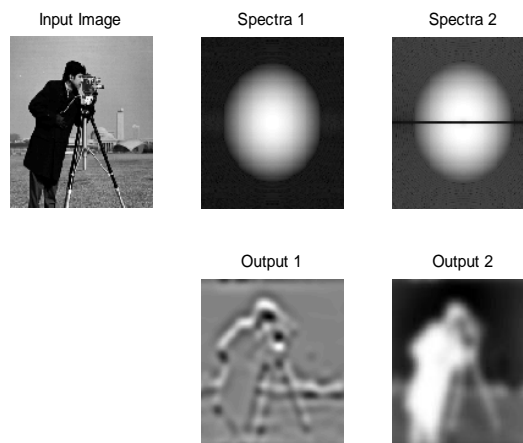 Input Image
Spectra 1
Spectra 2
Output 1
Output 2